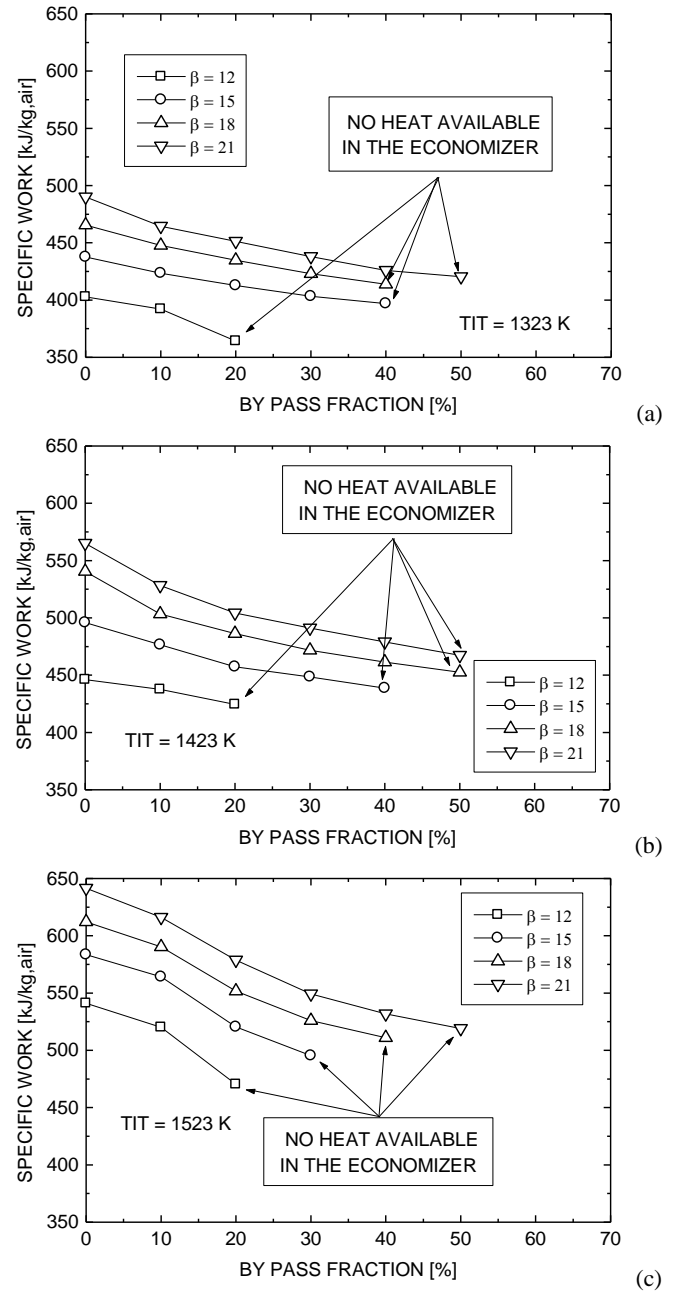 650
600
550
500
450
400
350
SPECIFIC WORK [kJ/kg,air]
β = 12
β = 15
β = 18
β = 21
NO HEAT AVAILABLE
IN THE ECONOMIZER
TIT = 1323 K
0 10 20 30 40 50 60 70
BY PASS FRACTION [%]
(a)
650
600
550
500
450
400
350
SPECIFIC WORK [kJ/kg,air]
NO HEAT AVAILABLE
IN THE ECONOMIZER
β = 12
β = 15
β = 18
β = 21
TIT = 1423 K
0 10 20 30 40 50 60 70
BY PASS FRACTION [%]
(b)
650
600
550
500
450
400
350
SPECIFIC WORK [kJ/kg,air]
β = 12
β = 15
β = 18
β = 21
TIT = 1523 K
NO HEAT AVAILABLE
IN THE ECONOMIZER
0 10 20 30 40 50 60 70
BY PASS FRACTION [%]
(c)